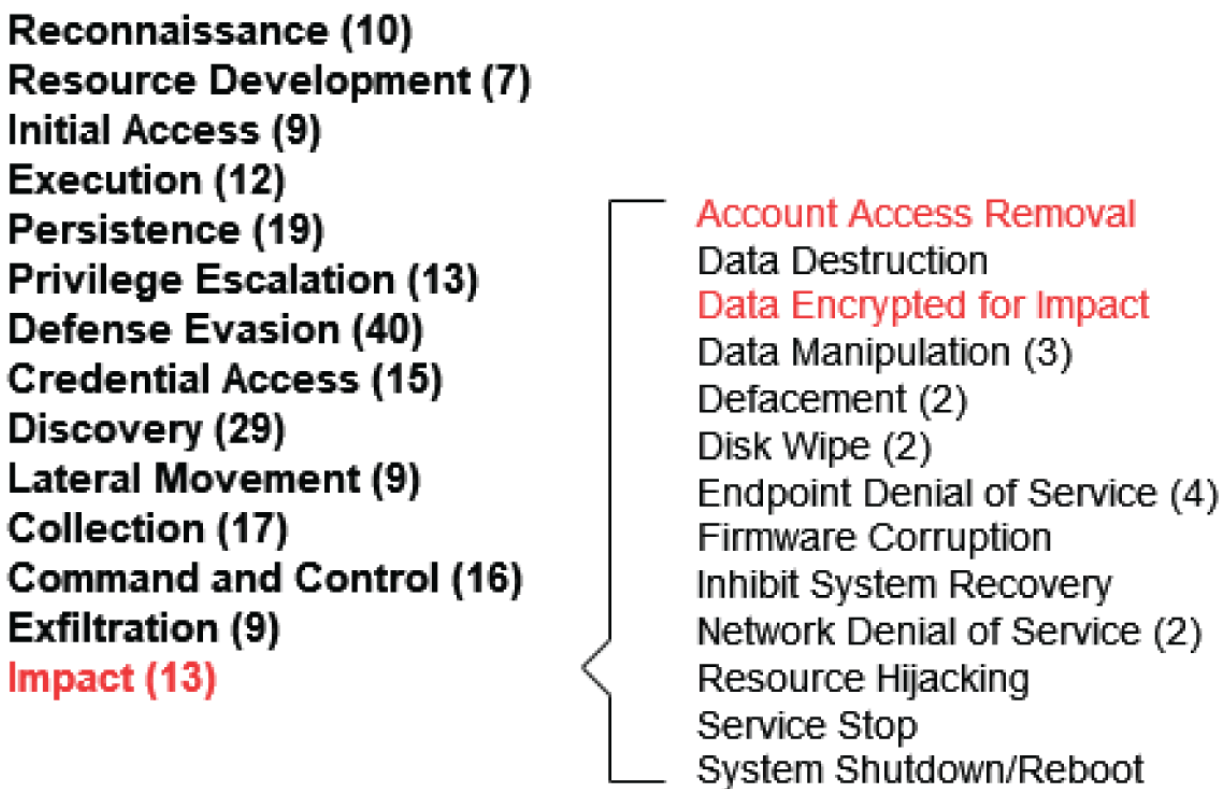 Reconnaissance (10)
Resource Development (7)
Initial Access (9)
Execution (12)
Persistence (19)
Privilege Escalation (13)
Defense Evasion (40)
Credential Access (15)
Discovery (29)
Lateral Movement (9)
Collection (17)
Command and Control (16)
Exfiltration (9)
Impact (13)
Account Access Removal
Data Destruction
Data Encrypted for Impact
Data Manipulation (3)
Defacement (2)
Disk Wipe (2)
Endpoint Denial of Service (4)
Firmware Corruption
Inhibit System Recovery
Network Denial of Service (2)
Resource Hijacking
Service Stop
System Shutdown/Reboot